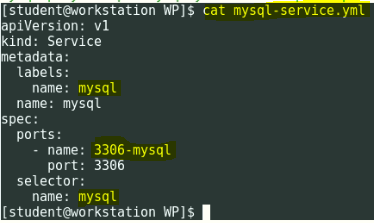 [student@workstation WP]$ cat mysql-service.yml
apiVersion: v1
kind: Service
metadata:
  labels:
    name: mysql
  name: mysql
spec:
  ports:
    - name: 3306-mysql
      port: 3306
  selector:
    name: mysql
[student@workstation WP]$